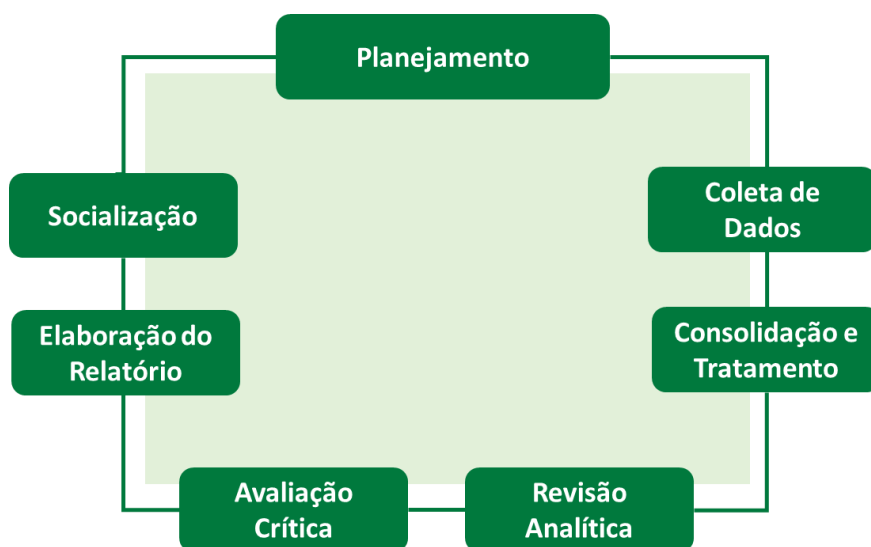 Planejamento
Coleta de
Dados
Consolidação e
Tratamento
Revisão
Analítica
Avaliação
Crítica
Elaboração do
Relatório
Socialização